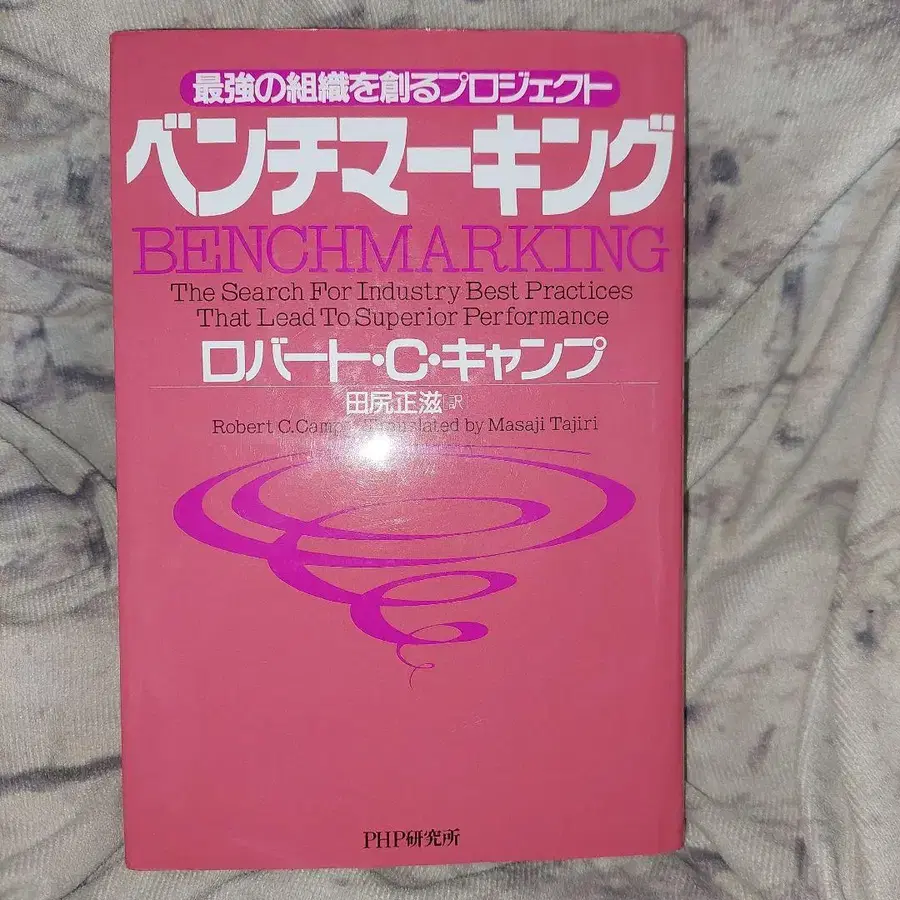 最強の組織を創るプロジェクト
ベンチマーキング
BENCHMARKING
The Search For Industry Best Practices
That Lead To Superior Performance
ロバート・C・キャンプ
田尻正滋 訳
Robert C. Camp by Masaji Tajiri
PHP研究所